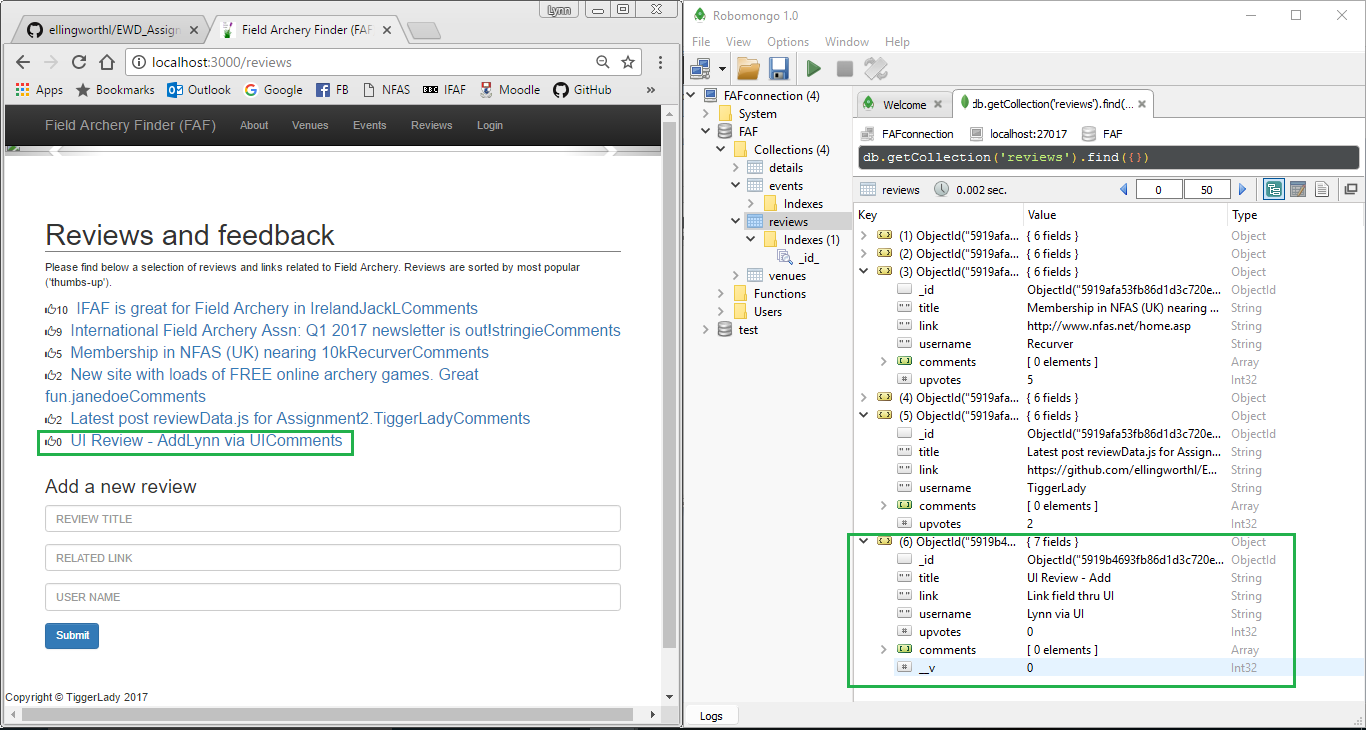 Lynn
ellingworthl/EWD_Assign
Field Archery Finder (FAF
localhost:3000/reviews
Apps Bookmarks Outlook Google FB NFAS IFAF Moodle GitHub »
Field Archery Finder (FAF) About Venues Events Reviews Login
Reviews and feedback
Please find below a selection of reviews and links related to Field Archery. Reviews are sorted by most popular
('thumbs-up').
10 IFAF is great for Field Archery in IrelandJackLComments
9 International Field Archery Assn: Q1 2017 newsletter is out!stringieComments
5 Membership in NFAS (UK) nearing 10kRecurverComments
2 New site with loads of FREE online archery games. Great
fun.janedoeComments
2 Latest post reviewData.js for Assignment2.TiggerLadyComments
0 UI Review - AddLynn via UIComments
Add a new review
REVIEW TITLE
RELATED LINK
USER NAME
Submit
Copyright © TiggerLady 2017
Robomongo 1.0
File View Options Window Help
FAFconnection (4)
System
FAF
Collections (4)
details
events
Indexes
reviews
Indexes (1)
_id_
venues
Functions
Users
test
Welcome
db.getCollection('reviews').find(...
FAFconnection localhost:27017 FAF
db.getCollection('reviews').find({})
reviews 0.002 sec. 0 50
Key Value Type
(1) ObjectId("5919afa... { 6 fields } Object
(2) ObjectId("5919afa... { 6 fields } Object
(3) ObjectId("5919afa... { 6 fields } Object
_id ObjectId("5919afa53fb86d1d3c720e... ObjectId
title Membership in NFAS (UK) nearing ... String
link http://www.nfas.net/home.asp String
username Recurver String
comments [ 0 elements ] Array
upvotes 5 Int32
(4) ObjectId("5919afa... { 6 fields } Object
(5) ObjectId("5919afa... { 6 fields } Object
_id ObjectId("5919afa53fb86d1d3c720e... ObjectId
title Latest post reviewData.js for Assign... String
link https://github.com/ellingworthl/E... String
username TiggerLady String
comments [ 0 elements ] Array
upvotes 2 Int32
(6) ObjectId("5919b4... { 7 fields } Object
_id ObjectId("5919b4693fb86d1d3c720e... ObjectId
title UI Review - Add String
link Link field thru UI String
username Lynn via UI String
upvotes 0 Int32
comments [ 0 elements ] Array
__v 0 Int32
Logs